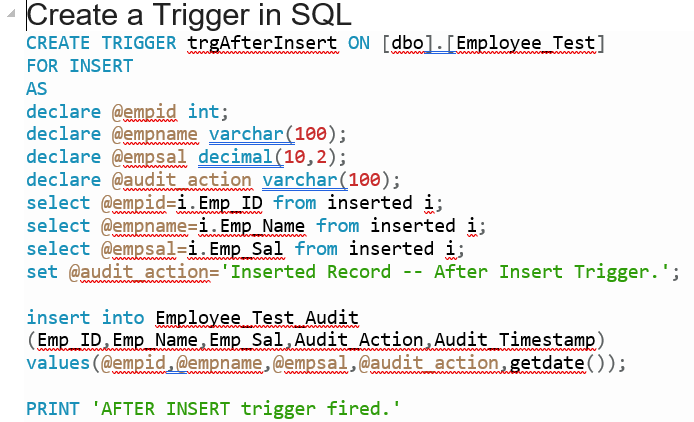 Create a Trigger in SQL
CREATE TRIGGER trgAfterInsert ON [dbo].[Employee_Test]
FOR INSERT
AS
declare @empid int;
declare @empname varchar(100);
declare @empsal decimal(10,2);
declare @audit_action varchar(100);
select @empid=i.Emp_ID from inserted i;
select @empname=i.Emp_Name from inserted i;
select @empsal=i.Emp_Sal from inserted i;
set @audit_action='Inserted Record -- After Insert Trigger.';
insert into Employee_Test_Audit
(Emp_ID,Emp_Name,Emp_Sal,Audit_Action,Audit_Timestamp)
values(@empid,@empname,@empsal,@audit_action,getdate());
PRINT 'AFTER INSERT trigger fired.'